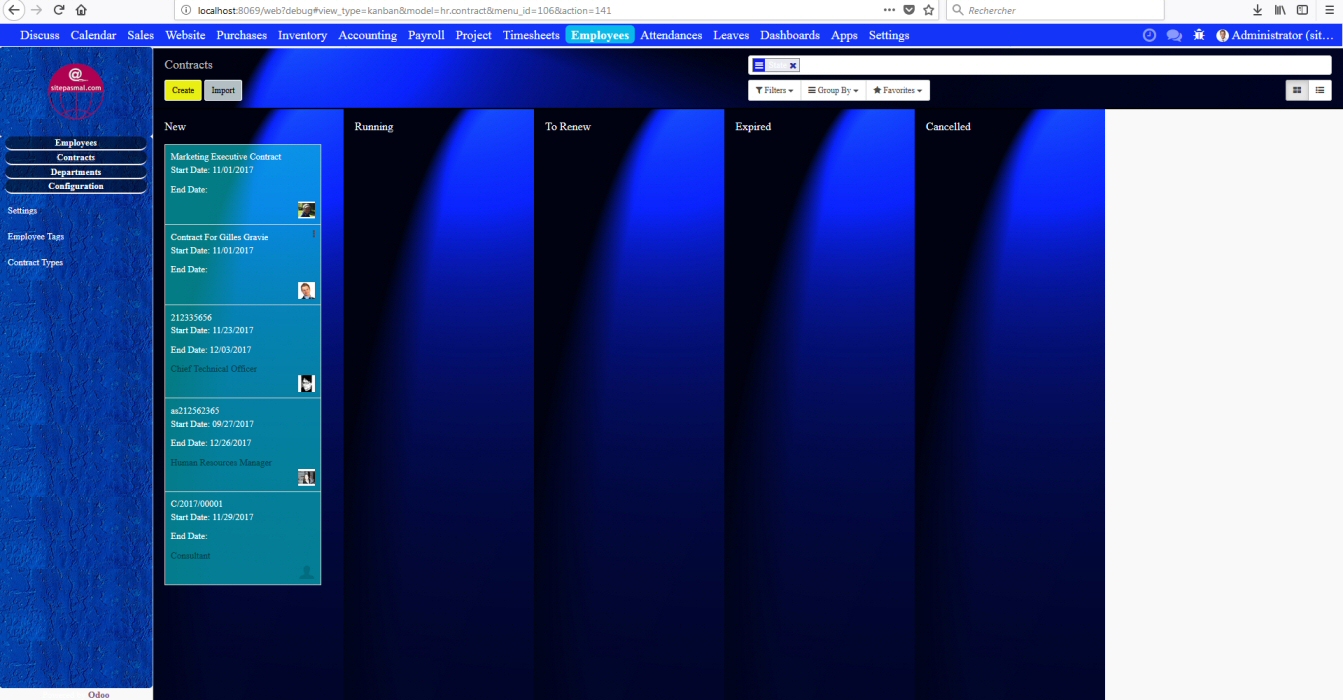 localhost:8069/web?debug#view_type=kanban&model=hr.contract&menu_id=106&action=141
Rechercher
Discuss Calendar Sales Website Purchases Inventory Accounting Payroll Project Timesheets Employees Attendances Leaves Dashboards Apps Settings
Administrator (sit...
@
sitepasmal.com
Employees
Contracts
Departments
Configuration
Settings
Employee Tags
Contract Types
Odoo
Contracts
Create Import
Filters Group By Favorites
New Running To Renew Expired Cancelled
Marketing Executive Contract
Start Date: 11/01/2017
End Date:
Contract For Gilles Gravie
Start Date: 11/01/2017
End Date:
212335656
Start Date: 11/23/2017
End Date: 12/03/2017
Chief Technical Officer
as212562365
Start Date: 09/27/2017
End Date: 12/26/2017
Human Resources Manager
C/2017/00001
Start Date: 11/29/2017
End Date:
Consultant